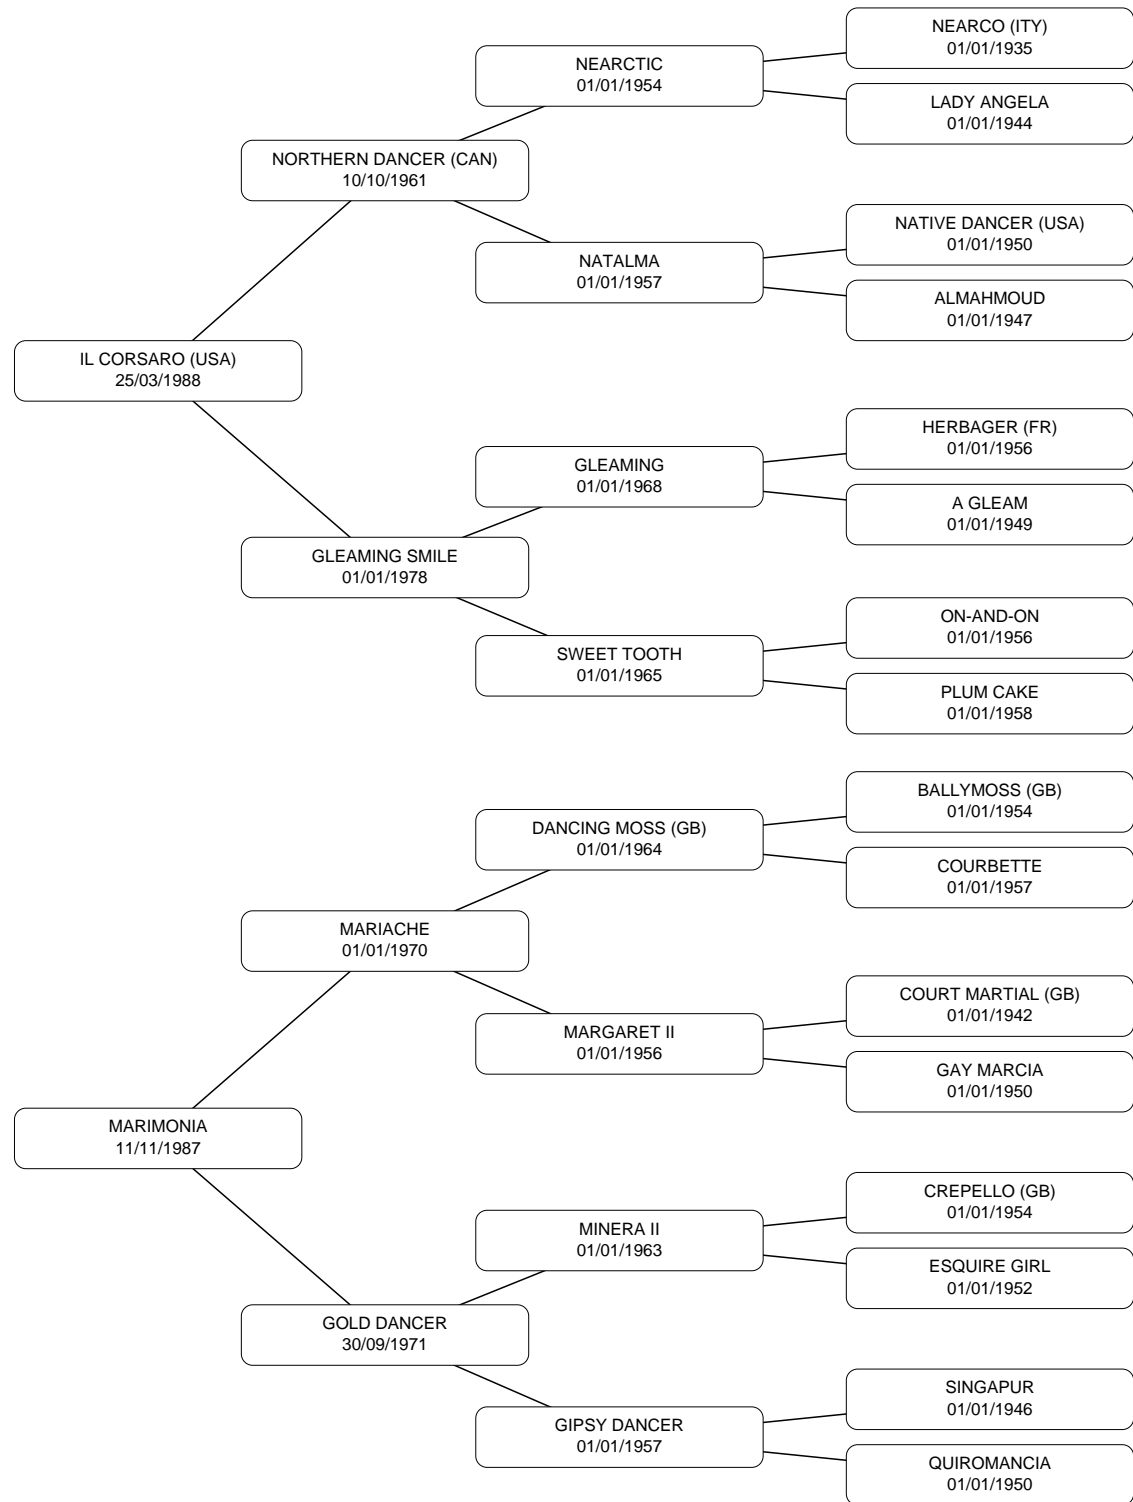 NEARCO (ITY)
01/01/1935
NEARCTIC
01/01/1954
LADY ANGELA
01/01/1944
NORTHERN DANCER (CAN)
10/10/1961
NATIVE DANCER (USA)
01/01/1950
NATALMA
01/01/1957
ALMAHMOUD
01/01/1947
IL CORSARO (USA)
25/03/1988
HERBAGER (FR)
01/01/1956
GLEAMING
01/01/1968
A GLEAM
01/01/1949
GLEAMING SMILE
01/01/1978
ON-AND-ON
01/01/1956
SWEET TOOTH
01/01/1965
PLUM CAKE
01/01/1958
BALLYMOSS (GB)
01/01/1954
DANCING MOSS (GB)
01/01/1964
COURBETTE
01/01/1957
MARIACHE
01/01/1970
COURT MARTIAL (GB)
01/01/1942
MARGARET II
01/01/1956
GAY MARCIA
01/01/1950
MARIMONIA
11/11/1987
CREPELLO (GB)
01/01/1954
MINERA II
01/01/1963
ESQUIRE GIRL
01/01/1952
GOLD DANCER
30/09/1971
SINGAPUR
01/01/1946
GIPSY DANCER
01/01/1957
QUIROMANCIA
01/01/1950